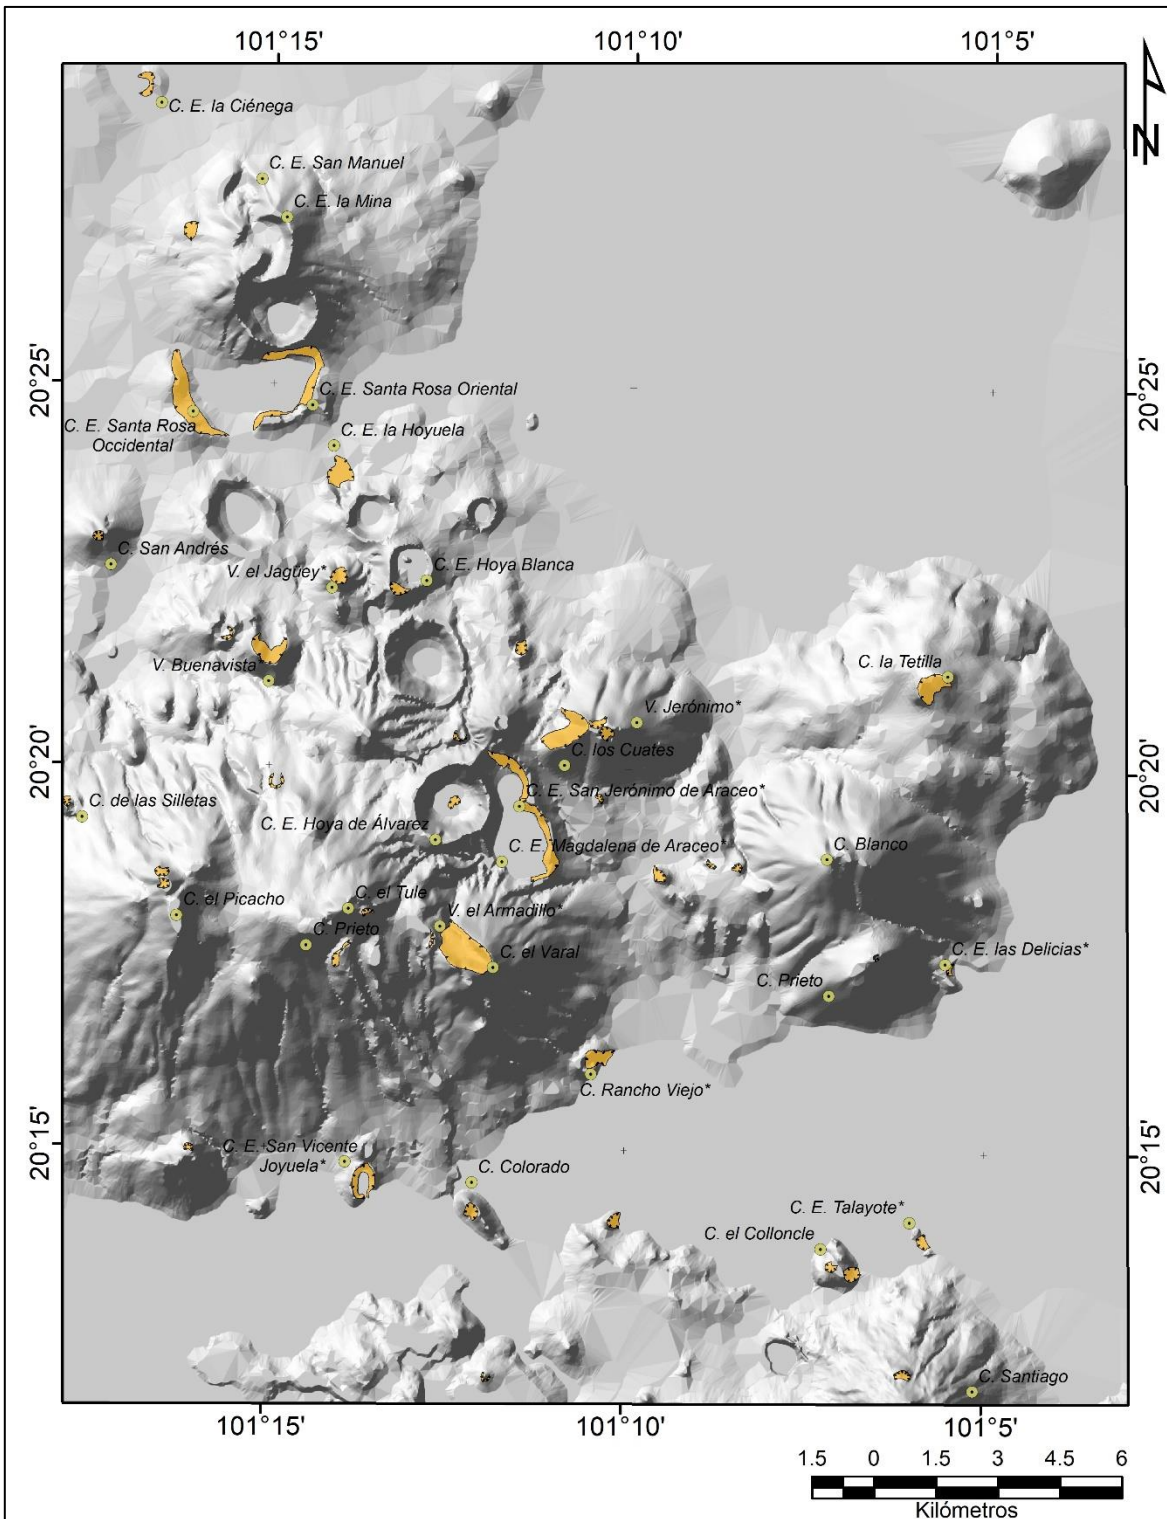 101°15'
101°10'
101°5'
N
C. E. la Ciénega
C. E. San Manuel
C. E. la Mina
20°25'
20°25'
C. E. Santa Rosa Oriental
C. E. Santa Rosa
Occidental
C. E. la Hoyuela
C. San Andrés
V. el Jagüey*
C. E. Hoya Blanca
V. Buenavista*
C. la Tetilla
V. Jerónimo*
20°20'
20°20'
C. los Cuates
C. de las Silletas
C. E. San Jerónimo de Araceo*
C. E. Hoya de Álvarez
C. E. Magdalena de Araceo*
C. Blanco
C. el Picacho
C. el Tule
V. el Armadillo*
C. Prieto
C. el Varal
C. E. las Delicias*
C. Prieto
C. Rancho Viejo*
20°15'
20°15'
C. E. San Vicente
Joyuela*
C. Colorado
C. E. Talayote*
C. el Colloncle
C. Santiago
101°15'
101°10'
101°5'
1.5 0 1.5 3 4.5 6
Kilómetros